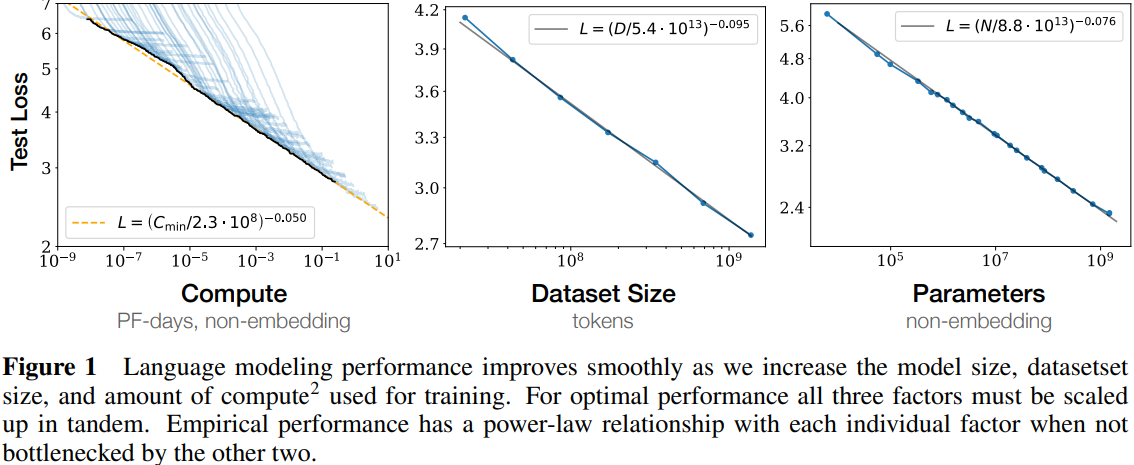 7
6
5
4
3
2
Test Loss
L = (C_min/2.3 · 10^8)^−0.050
10^−9 10^−7 10^−5 10^−3 10^−1 10^1
Compute
PF-days, non-embedding
4.2
3.9
3.6
3.3
3.0
2.7
L = (D/5.4 · 10^13)^−0.095
10^8 10^9
Dataset Size
tokens
5.6
4.8
4.0
3.2
2.4
L = (N/8.8 · 10^13)^−0.076
10^5 10^7 10^9
Parameters
non-embedding
Figure 1 Language modeling performance improves smoothly as we increase the model size, datasetset
size, and amount of compute^2 used for training. For optimal performance all three factors must be scaled
up in tandem. Empirical performance has a power-law relationship with each individual factor when not
bottlenecked by the other two.